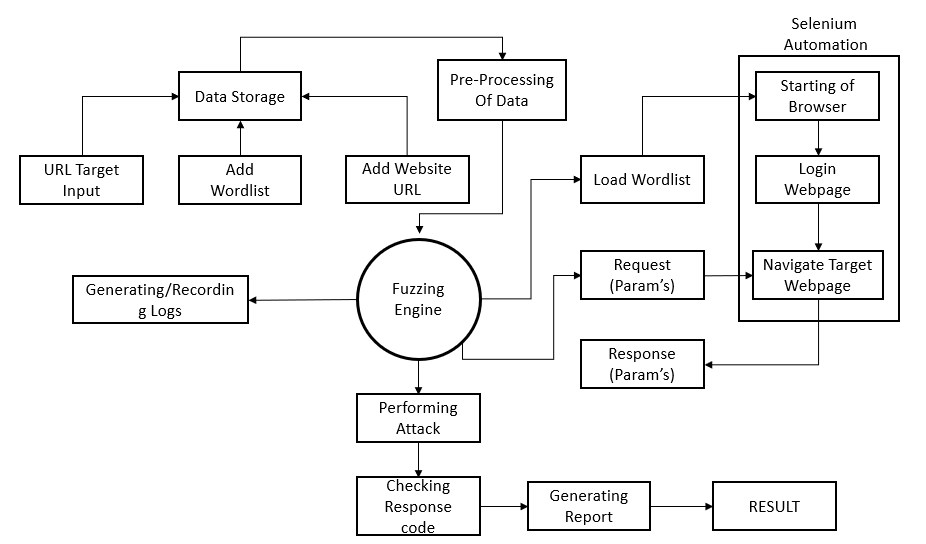 Selenium
Automation
Data Storage
Pre-Processing
Of Data
Starting of
Browser
URL Target
Input
Add
Wordlist
Add Website
URL
Load Wordlist
Login
Webpage
Generating/Recordin
g Logs
Fuzzing
Engine
Request
(Param’s)
Navigate Target
Webpage
Response
(Param’s)
Performing
Attack
Checking
Response
code
Generating
Report
RESULT